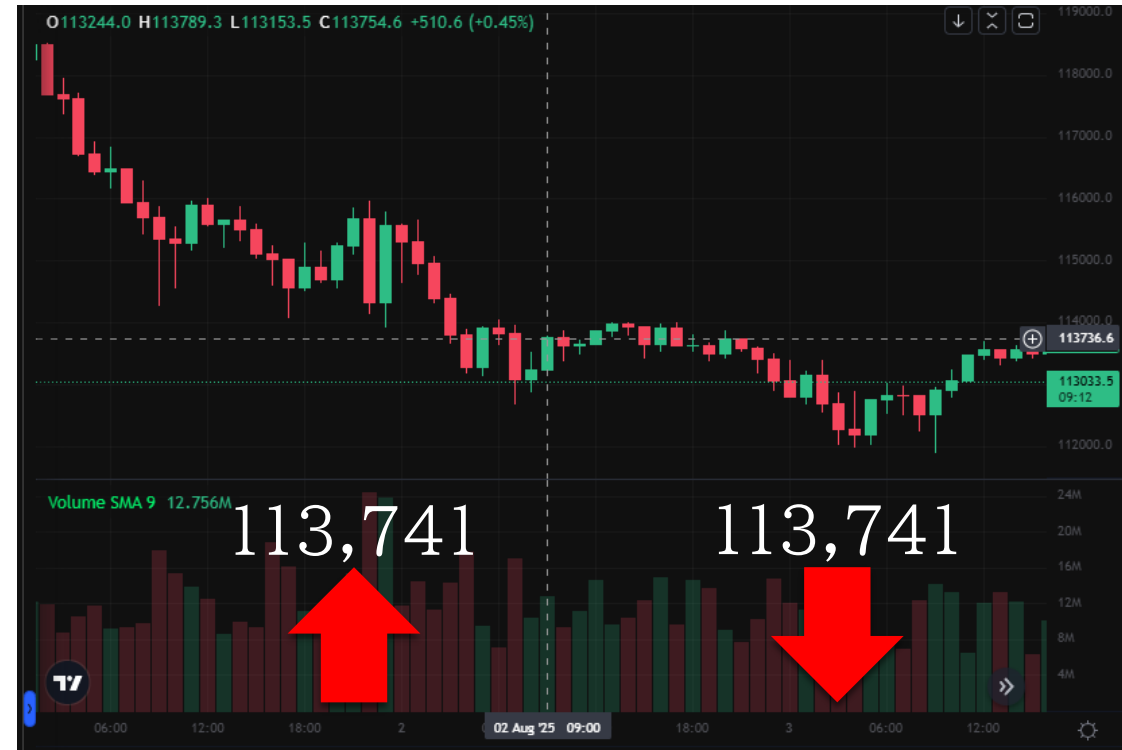 O113244.0 H113789.3 L113153.5 C113754.6 +510.6 (+0.45%)
119000.0
118000.0
117000.0
116000.0
115000.0
114000.0
113736.6
113033.5
09:12
112000.0
Volume SMA 9 12.756M
24M
20M
16M
12M
8M
4M
113,741
113,741
06:00 12:00 18:00 2 02 Aug '25 09:00 18:00 3 06:00 12:00